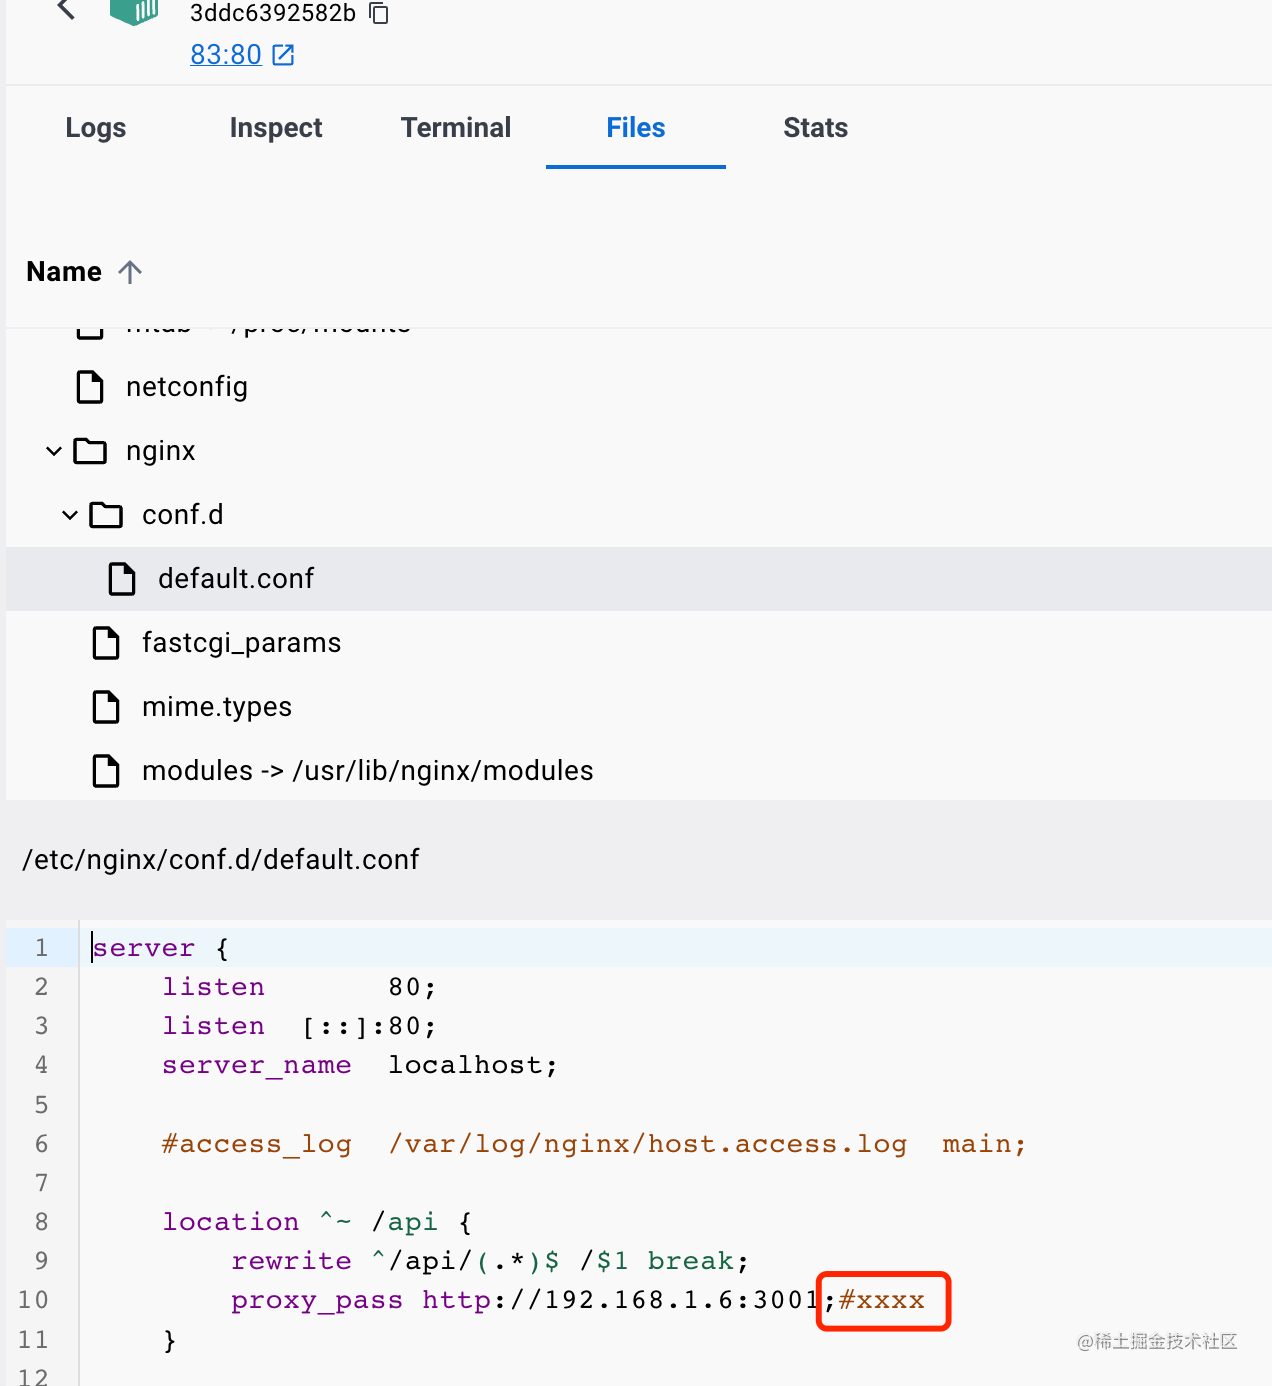 3ddc6392582b
83:80
Logs Inspect Terminal Files Stats
Name
netconfig
nginx
conf.d
default.conf
fastcgi_params
mime.types
modules -> /usr/lib/nginx/modules
/etc/nginx/conf.d/default.conf
1 server {
2 listen 80;
3 listen [::]:80;
4 server_name localhost;
5
6 #access_log /var/log/nginx/host.access.log main;
7
8 location ^~ /api {
9 rewrite ^/api/(.*)$ /$1 break;
10 proxy_pass http://192.168.1.6:3001;#xxxx
11 }
@稀土掘金技术社区
12